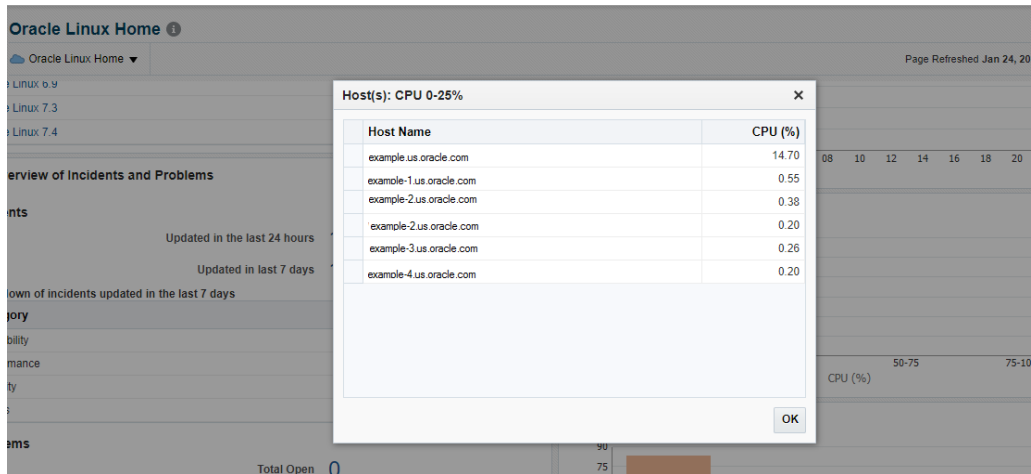 Oracle Linux Home
Oracle Linux Home
Page Refreshed Jan 24, 20
Linux 6.9
Linux 7.3
Linux 7.4
Host(s): CPU 0-25%
Host Name CPU (%)
example.us.oracle.com 14.70
example-1.us.oracle.com 0.55
example-2.us.oracle.com 0.38
example-2.us.oracle.com 0.20
example-3.us.oracle.com 0.26
example-4.us.oracle.com 0.20
OK
erview of Incidents and Problems
ents
Updated in the last 24 hours
Updated in last 7 days
down of incidents updated in the last 7 days
gory
bility
mance
ty
s
ems
Total Open 0
08 10 12 14 16 18 20
50-75 75-10
CPU (%)
90
75